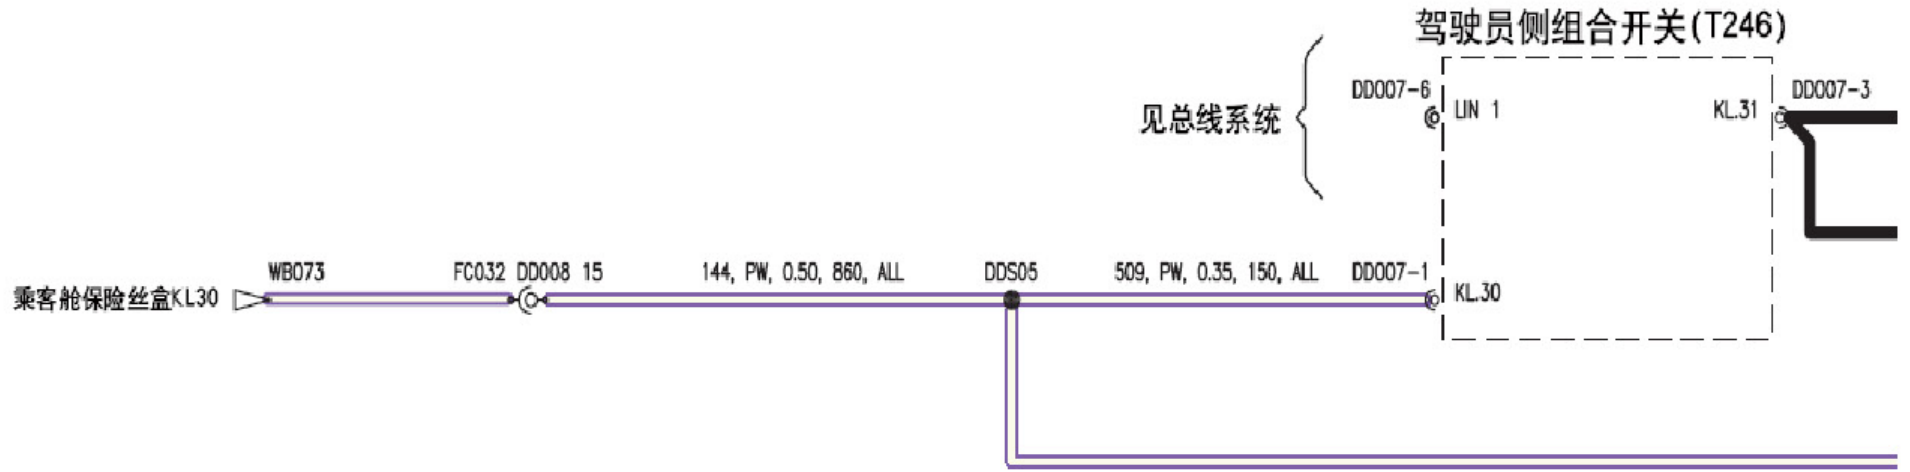 驾驶员侧组合开关(T246)
DD007-6
LIN 1
KL.31
DD007-3
见总线系统
WB073
FC032 DD008 15
144, PW, 0.50, 860, ALL
DDS05
509, PW, 0.35, 150, ALL
DD007-1
乘客舱保险丝盒KL30
KL.30